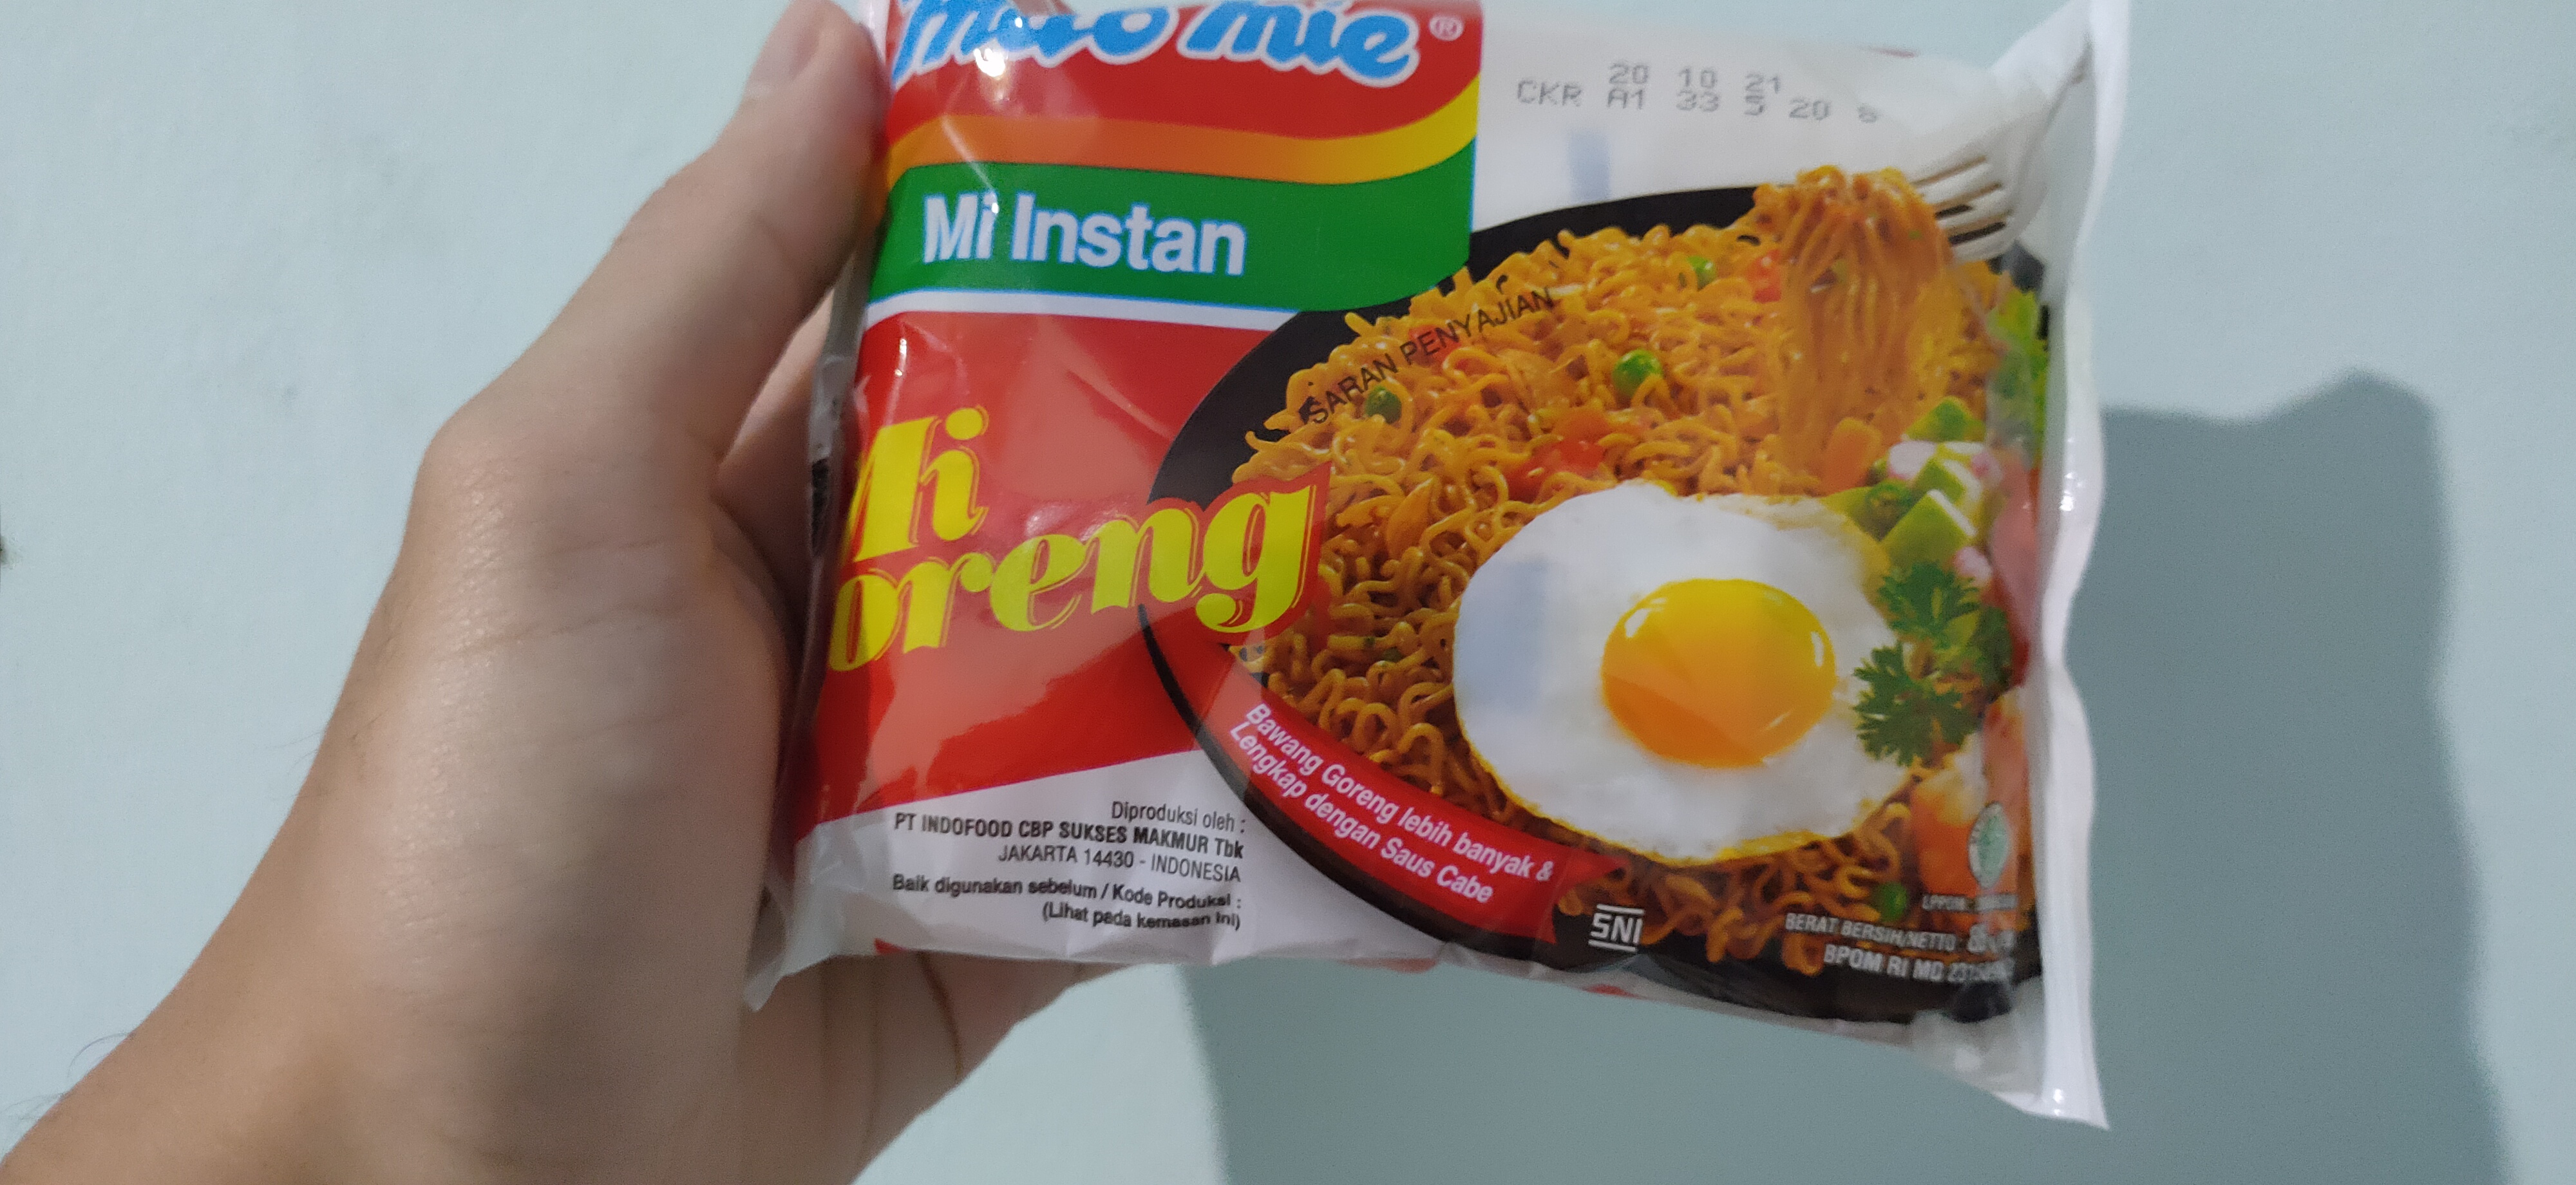 Indomie®
20 10 21
CKR A1 33 5 20
Mi Instan
SARAN PENYAJIAN
Mi
oreng
Bawang Goreng lebih banyak &
Lengkap dengan Saus Cabe
Diproduksi oleh :
PT INDOFOOD CBP SUKSES MAKMUR Tbk
JAKARTA 14430 - INDONESIA
Baik digunakan sebelum / Kode Produksi :
(Lihat pada kemasan ini)
SNI
BERAT BERSIH/NETTO :
BPOM RI MD